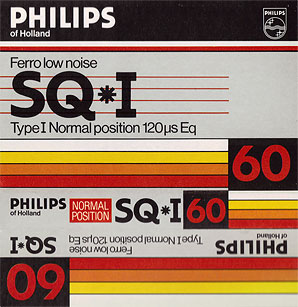 PHILIPS
of Holland
PHILIPS
Ferro low noise
SQ*I
Type I Normal position 120µs Eq
60
PHILIPS
of Holland
NORMAL
POSITION
SQ*I 60
SQ*I
Ferro low noise
Type I Normal position 120µs Eq
PHILIPS
of Holland
60